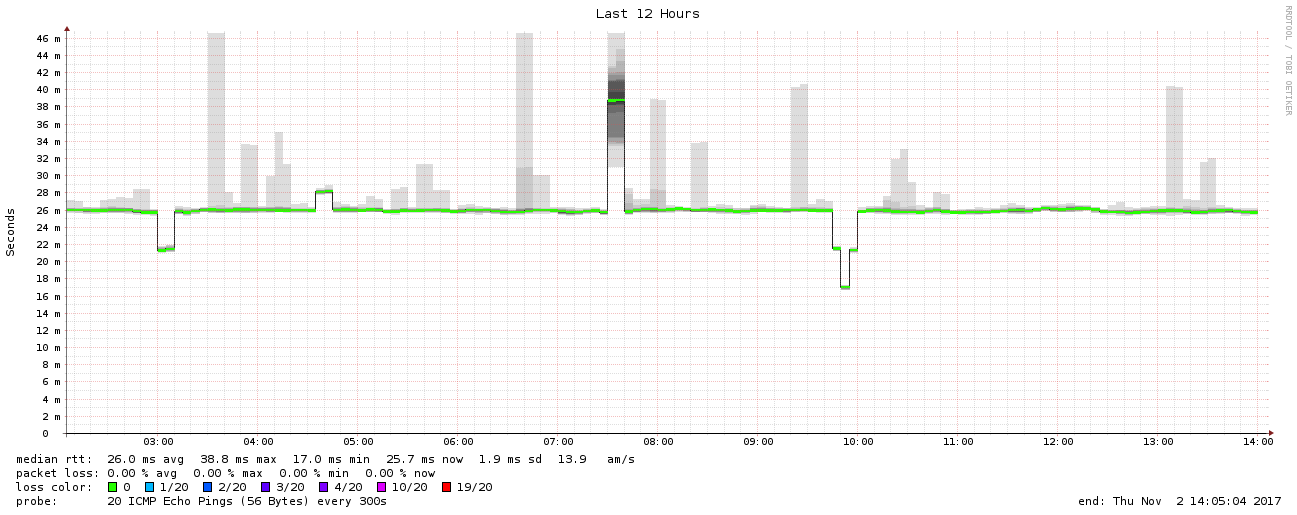 Last 12 Hours
RRDTOOL / TOBI OETIKER
Seconds
46 m
44 m
42 m
40 m
38 m
36 m
34 m
32 m
30 m
28 m
26 m
24 m
22 m
20 m
18 m
16 m
14 m
12 m
10 m
8 m
6 m
4 m
2 m
0
03:00 04:00 05:00 06:00 07:00 08:00 09:00 10:00 11:00 12:00 13:00 14:00
median rtt: 26.0 ms avg 38.8 ms max 17.0 ms min 25.7 ms now 1.9 ms sd 13.9 am/s
packet loss: 0.00 % avg 0.00 % max 0.00 % min 0.00 % now
loss color: 0 1/20 2/20 3/20 4/20 10/20 19/20
probe: 20 ICMP Echo Pings (56 Bytes) every 300s end: Thu Nov 2 14:05:04 2017